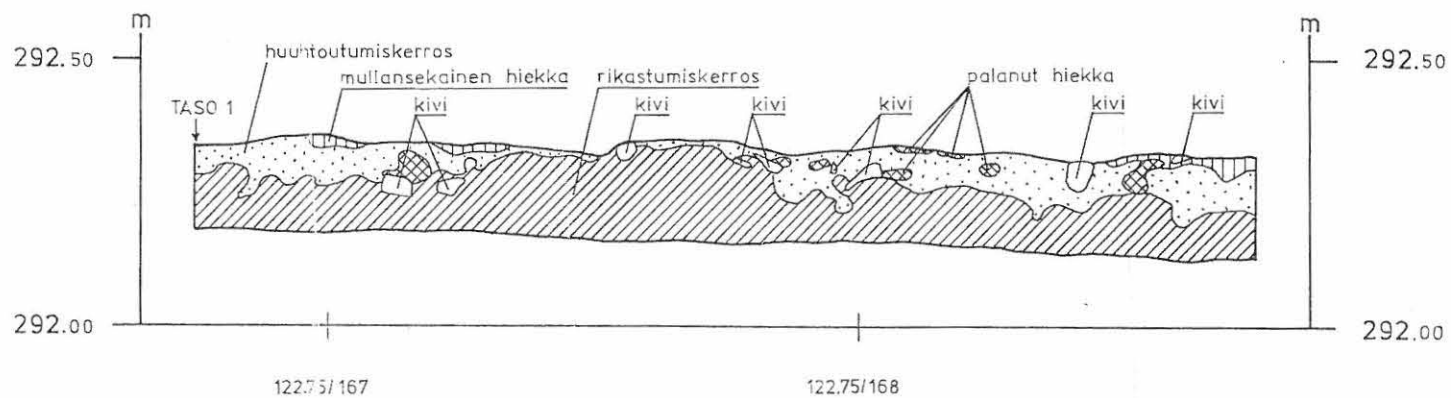 m m
292.50 292.50
huuhtoutumiskerros
mullansekainen hiekka rikastumiskerros palanut hiekka
TASO 1 kivi kivi kivi kivi kivi kivi
292.00 292.00
122.75/167 122.75/168